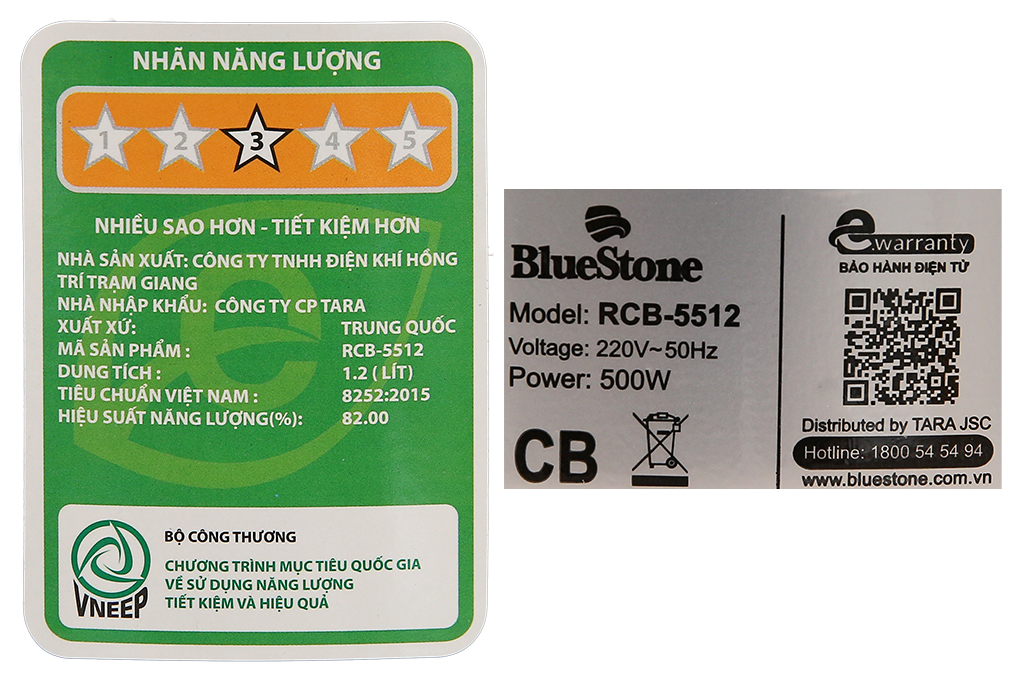 NHÃN NĂNG LƯỢNG
1 2 3 4 5
NHIỀU SAO HƠN - TIẾT KIỆM HƠN
NHÀ SẢN XUẤT: CÔNG TY TNHH ĐIỆN KHÍ HỒNG
TRÍ TRẠM GIANG
NHÀ NHẬP KHẨU: CÔNG TY CP TARA
XUẤT XỨ: TRUNG QUỐC
MÃ SẢN PHẨM : RCB-5512
DUNG TÍCH : 1.2 ( LÍT)
TIÊU CHUẨN VIỆT NAM : 8252:2015
HIỆU SUẤT NĂNG LƯỢNG(%): 82.00
VNEEP
BỘ CÔNG THƯƠNG
CHƯƠNG TRÌNH MỤC TIÊU QUỐC GIA
VỀ SỬ DỤNG NĂNG LƯỢNG
TIẾT KIỆM VÀ HIỆU QUẢ
BlueStone
Model: RCB-5512
Voltage: 220V~50Hz
Power: 500W
CB
e.warranty
BẢO HÀNH ĐIỆN TỬ
Distributed by TARA JSC
Hotline: 1800 54 54 94
www.bluestone.com.vn